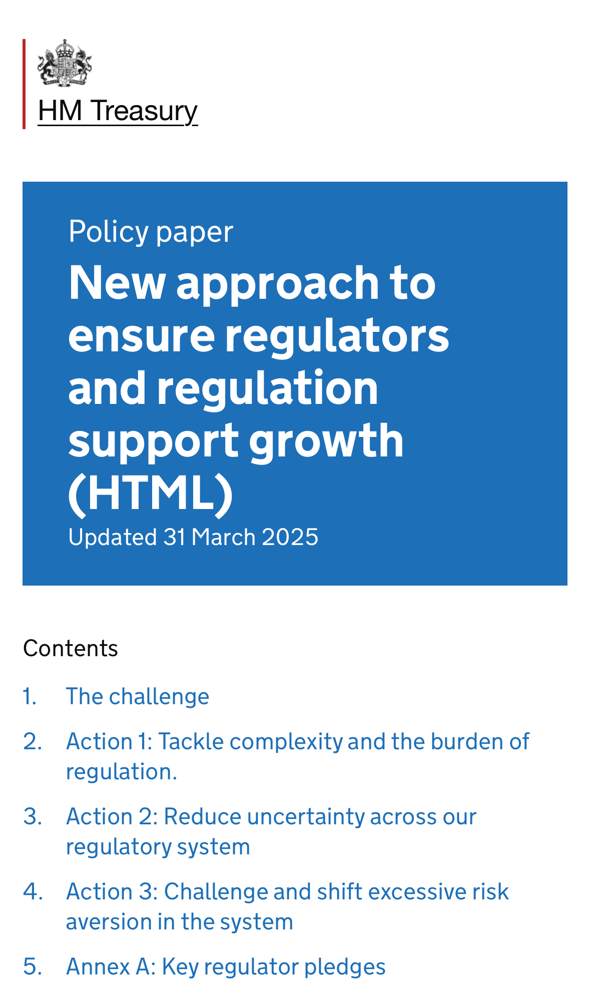 HM Treasury
Policy paper
New approach to
ensure regulators
and regulation
support growth
(HTML)
Updated 31 March 2025
Contents
1. The challenge
2. Action 1: Tackle complexity and the burden of
regulation.
3. Action 2: Reduce uncertainty across our
regulatory system
4. Action 3: Challenge and shift excessive risk
aversion in the system
5. Annex A: Key regulator pledges